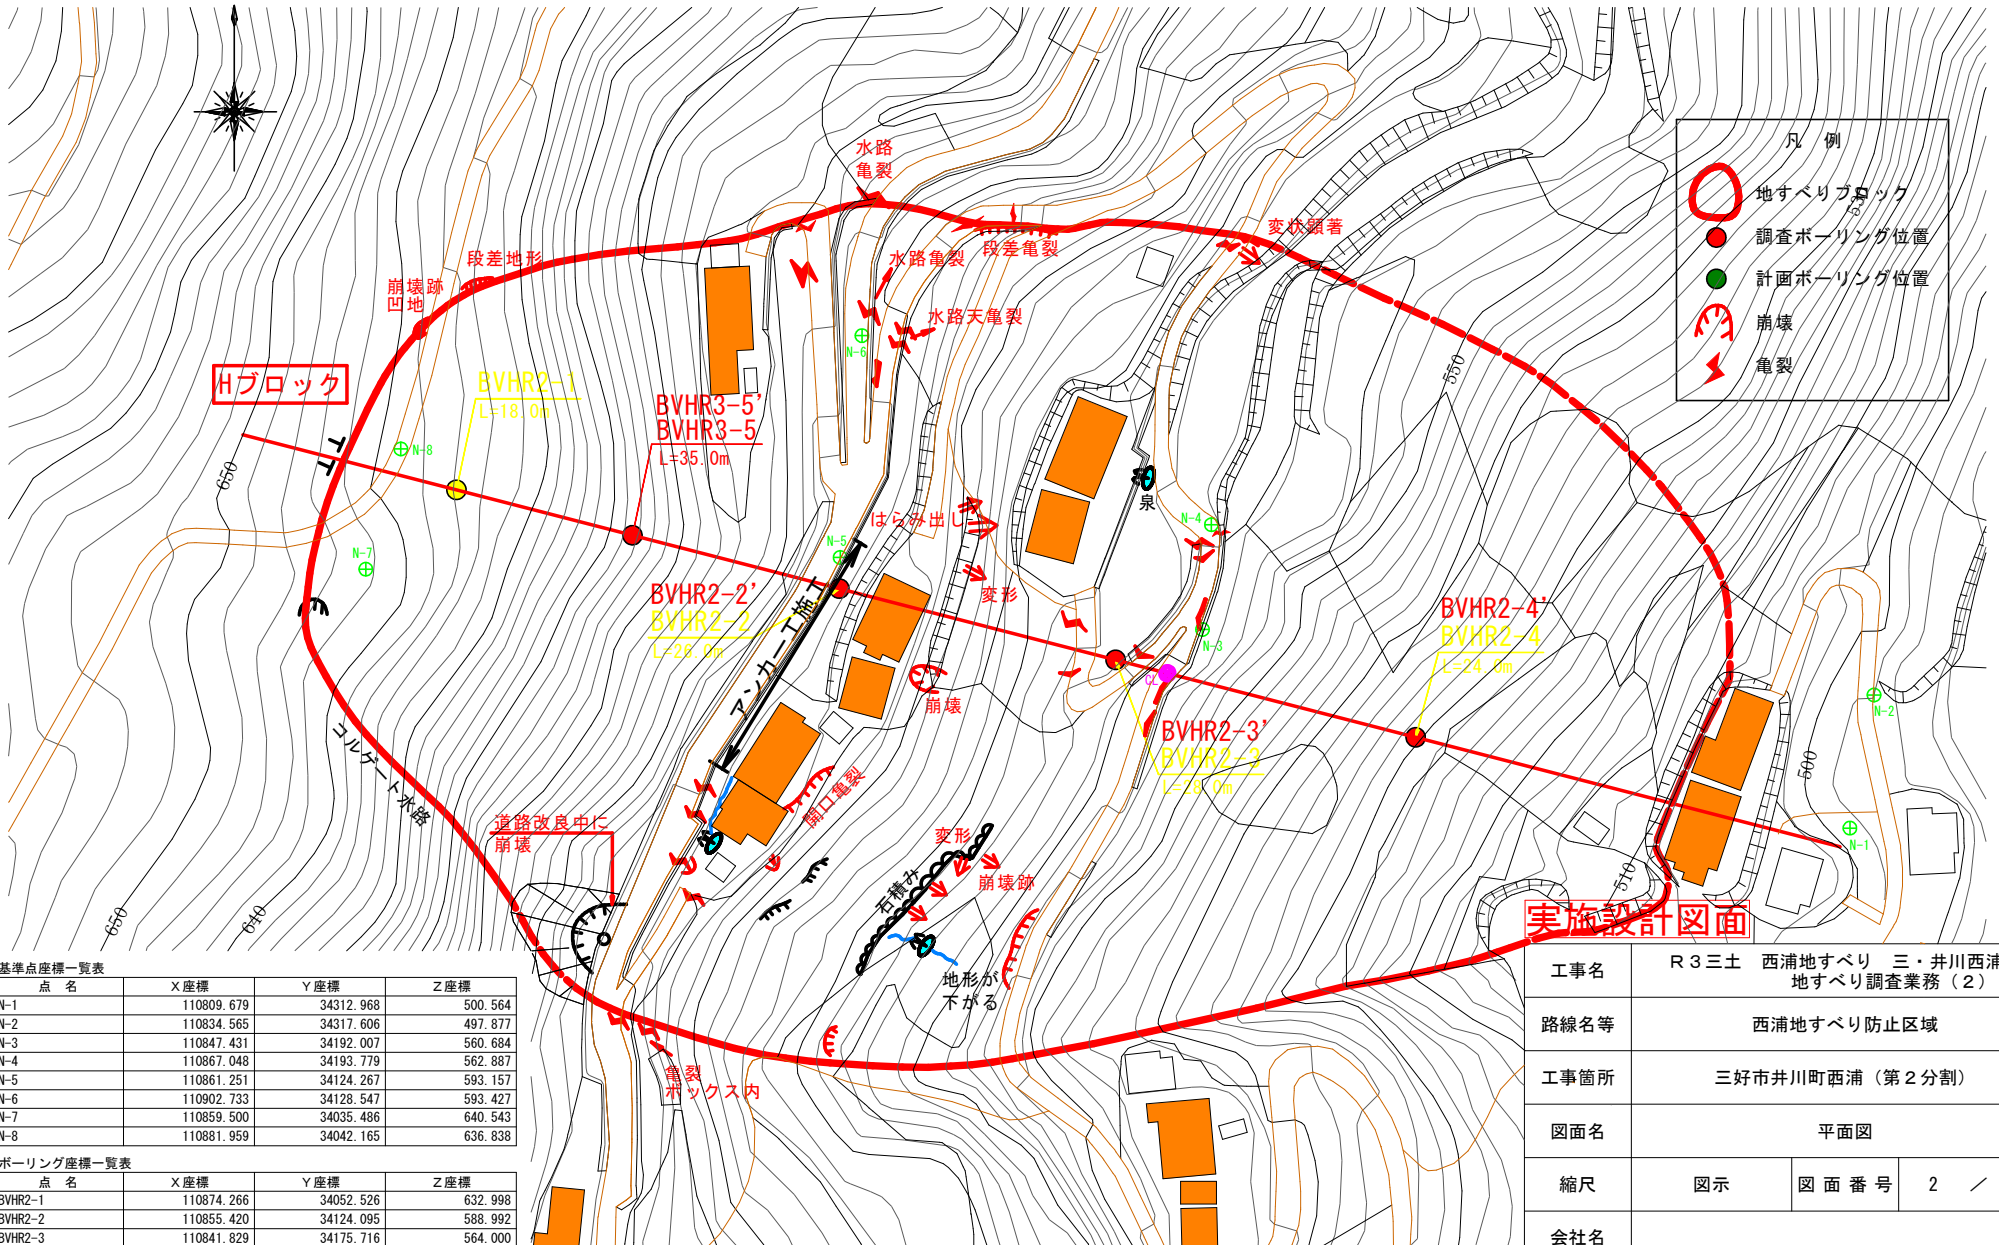 水路
亀裂
凡 例
地すべりブロック
調査ボーリング位置
計画ボーリング位置
崩壊
亀裂
段差地形
崩壊跡
凹地
水路亀裂
段差亀裂
変状顕著
水路天亀裂
N-6
550
Hブロック
BVHR2-1
L=18.0m
BVHR3-5'
BVHR3-5
L=35.0m
N-8
650
N-7
はらみ出し
N-5
泉
N-4
変形
アンカー工施工
BVHR2-2'
BVHR2-2
L=26.0m
N-3
CL
BVHR2-4'
BVHR2-4
L=24.0m
崩壊
BVHR2-3'
BVHR2-3
L=28.0m
N-2
500
コルゲート水路
開口亀裂
道路改良中に
崩壊
変形
崩壊跡
石積み
N-1
510
650
640
地形が
下がる
亀裂
ボックス内
実施設計図面
基準点座標一覧表
点 名 X座標 Y座標 Z座標
N-1 110809.679 34312.968 500.564
N-2 110834.565 34317.606 497.877
N-3 110847.431 34192.007 560.684
N-4 110867.048 34193.779 562.887
N-5 110861.251 34124.267 593.157
N-6 110902.733 34128.547 593.427
N-7 110859.500 34035.486 640.543
N-8 110881.959 34042.165 636.838
ボーリング座標一覧表
点 名 X座標 Y座標 Z座標
BVHR2-1 110874.266 34052.526 632.998
BVHR2-2 110855.420 34124.095 588.992
BVHR2-3 110841.829 34175.716 564.000
工事名 R3三土 西浦地すべり 三・井川西浦
地すべり調査業務(2)
路線名等 西浦地すべり防止区域
工事箇所 三好市井川町西浦(第2分割)
図面名 平面図
縮尺 図示 図面番号 2 /
会社名